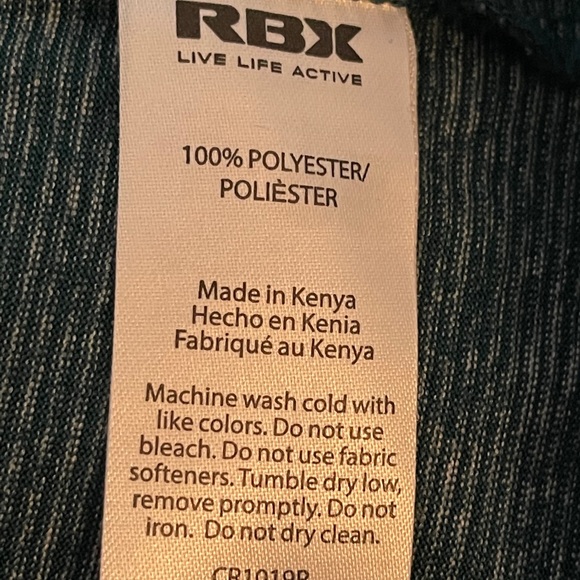 RBX
LIVE LIFE ACTIVE
100% POLYESTER/
POLIÈSTER
Made in Kenya
Hecho en Kenia
Fabriqué au Kenya
Machine wash cold with
like colors. Do not use
bleach. Do not use fabric
softeners. Tumble dry low,
remove promptly. Do not
iron. Do not dry clean.
CR1019R